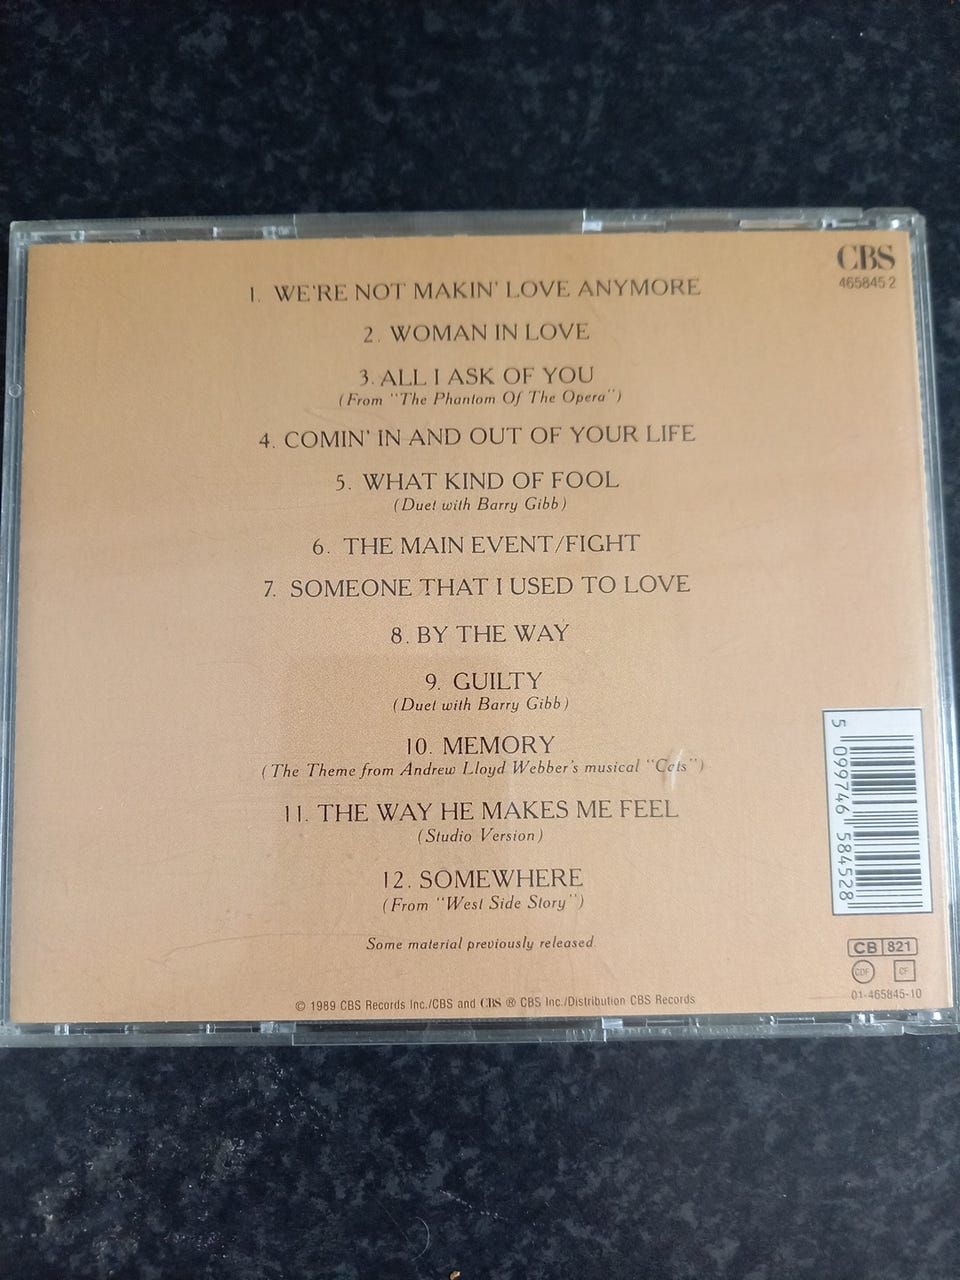 CBS
465845 2
1. WE'RE NOT MAKIN' LOVE ANYMORE
2. WOMAN IN LOVE
3. ALL I ASK OF YOU
(From "The Phantom Of The Opera")
4. COMIN' IN AND OUT OF YOUR LIFE
5. WHAT KIND OF FOOL
(Duet with Barry Gibb)
6. THE MAIN EVENT/FIGHT
7. SOMEONE THAT I USED TO LOVE
8. BY THE WAY
9. GUILTY
(Duet with Barry Gibb)
10. MEMORY
(The Theme from Andrew Lloyd Webber's musical "Cats")
11. THE WAY HE MAKES ME FEEL
(Studio Version)
12. SOMEWHERE
(From "West Side Story")
Some material previously released.
© 1989 CBS Records Inc./CBS and CBS ® CBS Inc./Distribution CBS Records
5 099746 584528
CB 821
CDF CF
01-465845-10